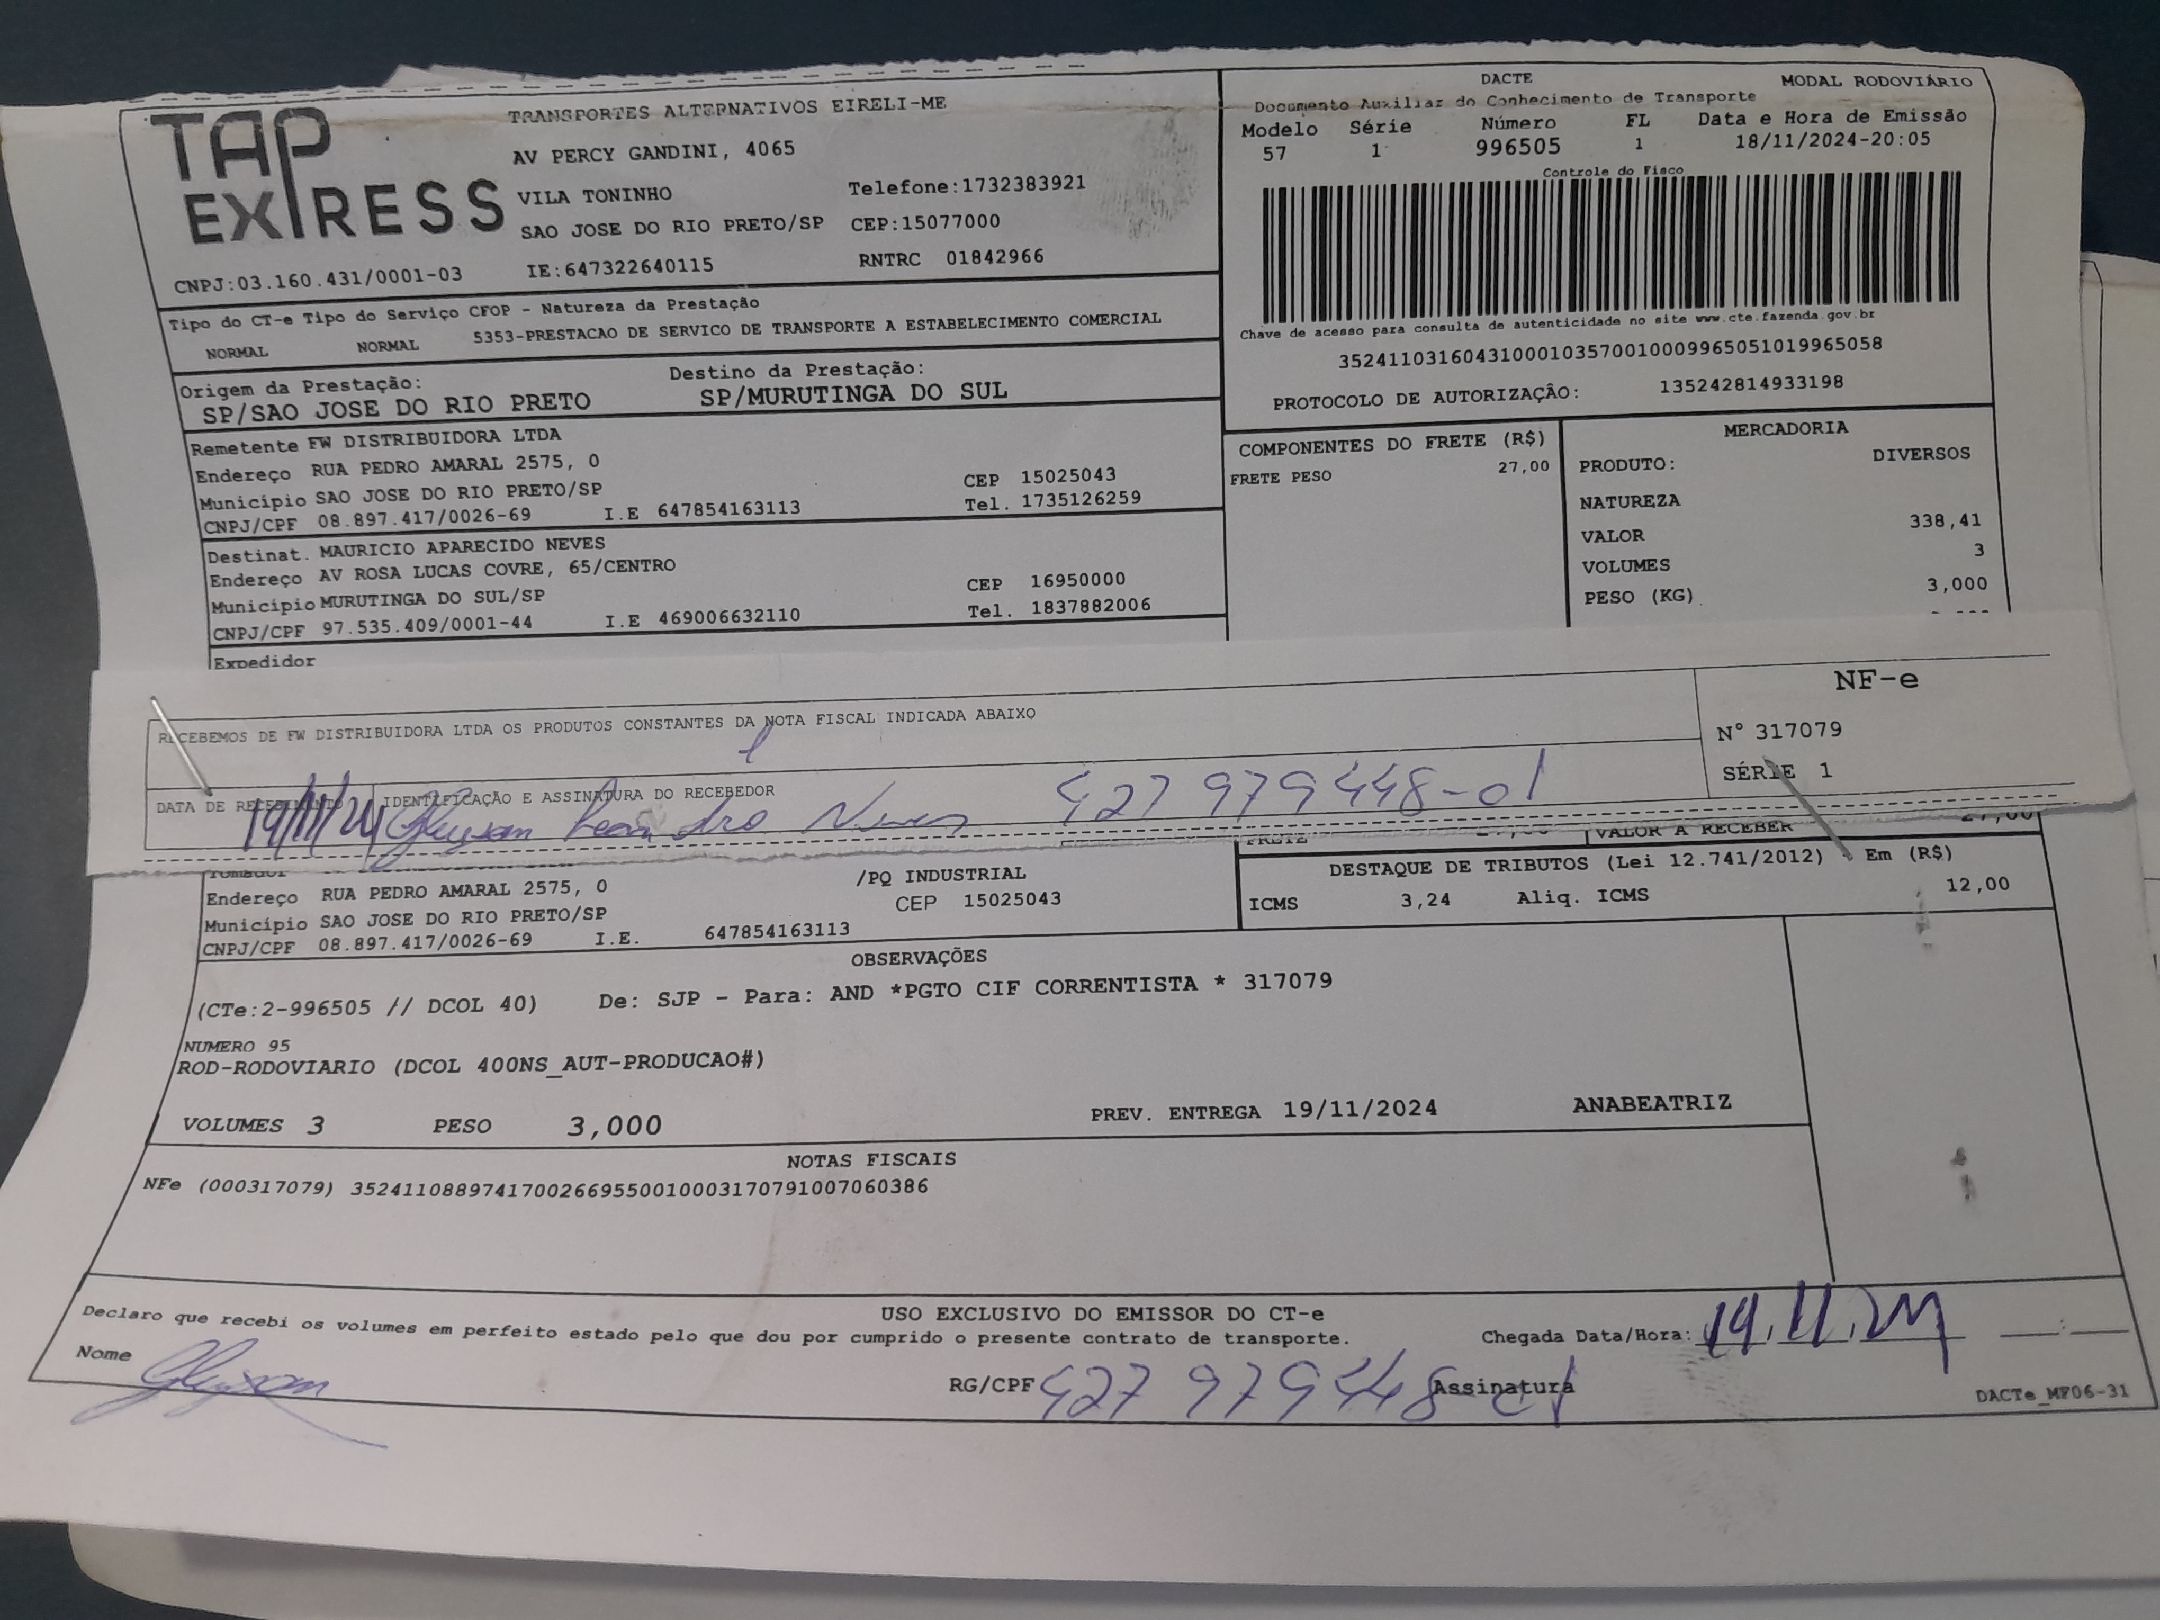 TAP EXPRESS
TRANSPORTES ALTERNATIVOS EIRELI-ME
AV PERCY GANDINI, 4065
VILA TONINHO Telefone:1732383921
SAO JOSE DO RIO PRETO/SP CEP:15077000
CNPJ:03.160.431/0001-03 IE:647322640115 RNTRC 01842966
DACTE MODAL RODOVIÁRIO
Documento Auxiliar do Conhecimento de Transporte
Modelo Série Número FL Data e Hora de Emissão
57 1 996505 1 18/11/2024-20:05
Controle do Fisco
Chave de acesso para consulta de autenticidade no site www.cte.fazenda.gov.br
35241103160431000103570010009965051019965058
PROTOCOLO DE AUTORIZAÇÃO: 135242814933198
Tipo do CT-e Tipo do Serviço CFOP - Natureza da Prestação
NORMAL NORMAL 5353-PRESTACAO DE SERVICO DE TRANSPORTE A ESTABELECIMENTO COMERCIAL
Origem da Prestação: Destino da Prestação:
SP/SAO JOSE DO RIO PRETO SP/MURUTINGA DO SUL
Remetente FW DISTRIBUIDORA LTDA
Endereço RUA PEDRO AMARAL 2575, 0
Município SAO JOSE DO RIO PRETO/SP CEP 15025043
CNPJ/CPF 08.897.417/0026-69 I.E 647854163113 Tel. 1735126259
Destinat. MAURICIO APARECIDO NEVES
Endereço AV ROSA LUCAS COVRE, 65/CENTRO
Município MURUTINGA DO SUL/SP CEP 16950000
CNPJ/CPF 97.535.409/0001-44 I.E 469006632110 Tel. 1837882006
Expedidor
COMPONENTES DO FRETE (R$)
FRETE PESO 27,00
MERCADORIA
PRODUTO: DIVERSOS
NATUREZA
VALOR 338,41
VOLUMES 3
PESO (KG) 3,000
RECEBEMOS DE FW DISTRIBUIDORA LTDA OS PRODUTOS CONSTANTES DA NOTA FISCAL INDICADA ABAIXO
NF-e
N° 317079
SÉRIE 1
DATA DE RECEBIMENTO IDENTIFICAÇÃO E ASSINATURA DO RECEBEDOR
19/11/24 Gleyson Leandro Neves 427 979 448-01
FRETE VALOR A RECEBER 27,00
Tomador
Endereço RUA PEDRO AMARAL 2575, 0 /PQ INDUSTRIAL
Município SAO JOSE DO RIO PRETO/SP CEP 15025043
CNPJ/CPF 08.897.417/0026-69 I.E. 647854163113
DESTAQUE DE TRIBUTOS (Lei 12.741/2012) - Em (R$)
ICMS 3,24 Aliq. ICMS 12,00
OBSERVAÇÕES
(CTe:2-996505 // DCOL 40) De: SJP - Para: AND *PGTO CIF CORRENTISTA * 317079
NUMERO 95
ROD-RODOVIARIO (DCOL 400NS_AUT-PRODUCAO#)
VOLUMES 3 PESO 3,000 PREV. ENTREGA 19/11/2024 ANABEATRIZ
NOTAS FISCAIS
NFe (000317079) 35241108897417002669550010003170791007060386
USO EXCLUSIVO DO EMISSOR DO CT-e
Declaro que recebi os volumes em perfeito estado pelo que dou por cumprido o presente contrato de transporte.
Chegada Data/Hora: 19.11.24
Nome Gleyson RG/CPF 427 979 448-01 Assinatura
DACTe_MF06-31